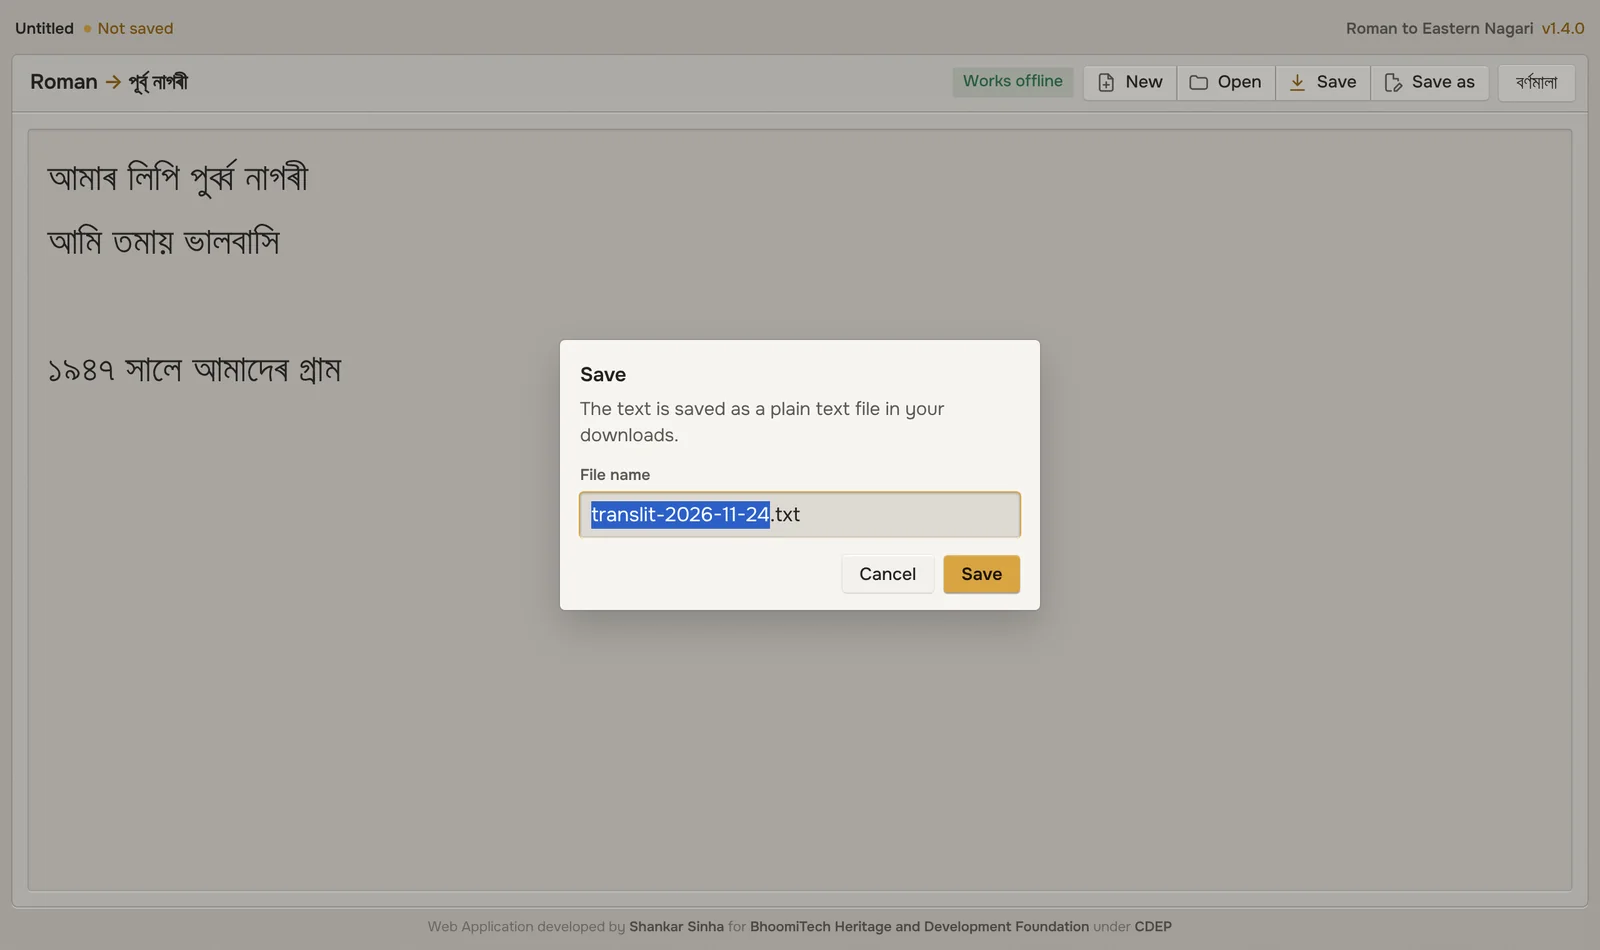 Untitled • Not saved
Roman to Eastern Nagari v1.4.0
Roman → পূর্ব্ নাগৰী
Works offline
New
Open
Save
Save as
বর্ণমালা
আমাৰ লিপি পুৰ্ব্ব নাগৰী
আমি তমায় ভালবাসি
১৯৪৭ সালে আমাদেৰ গ্ৰাম
Save
The text is saved as a plain text file in your
downloads.
File name
translit-2026-11-24.txt
Cancel
Save
Web Application developed by Shankar Sinha for BhoomiTech Heritage and Development Foundation under CDEP